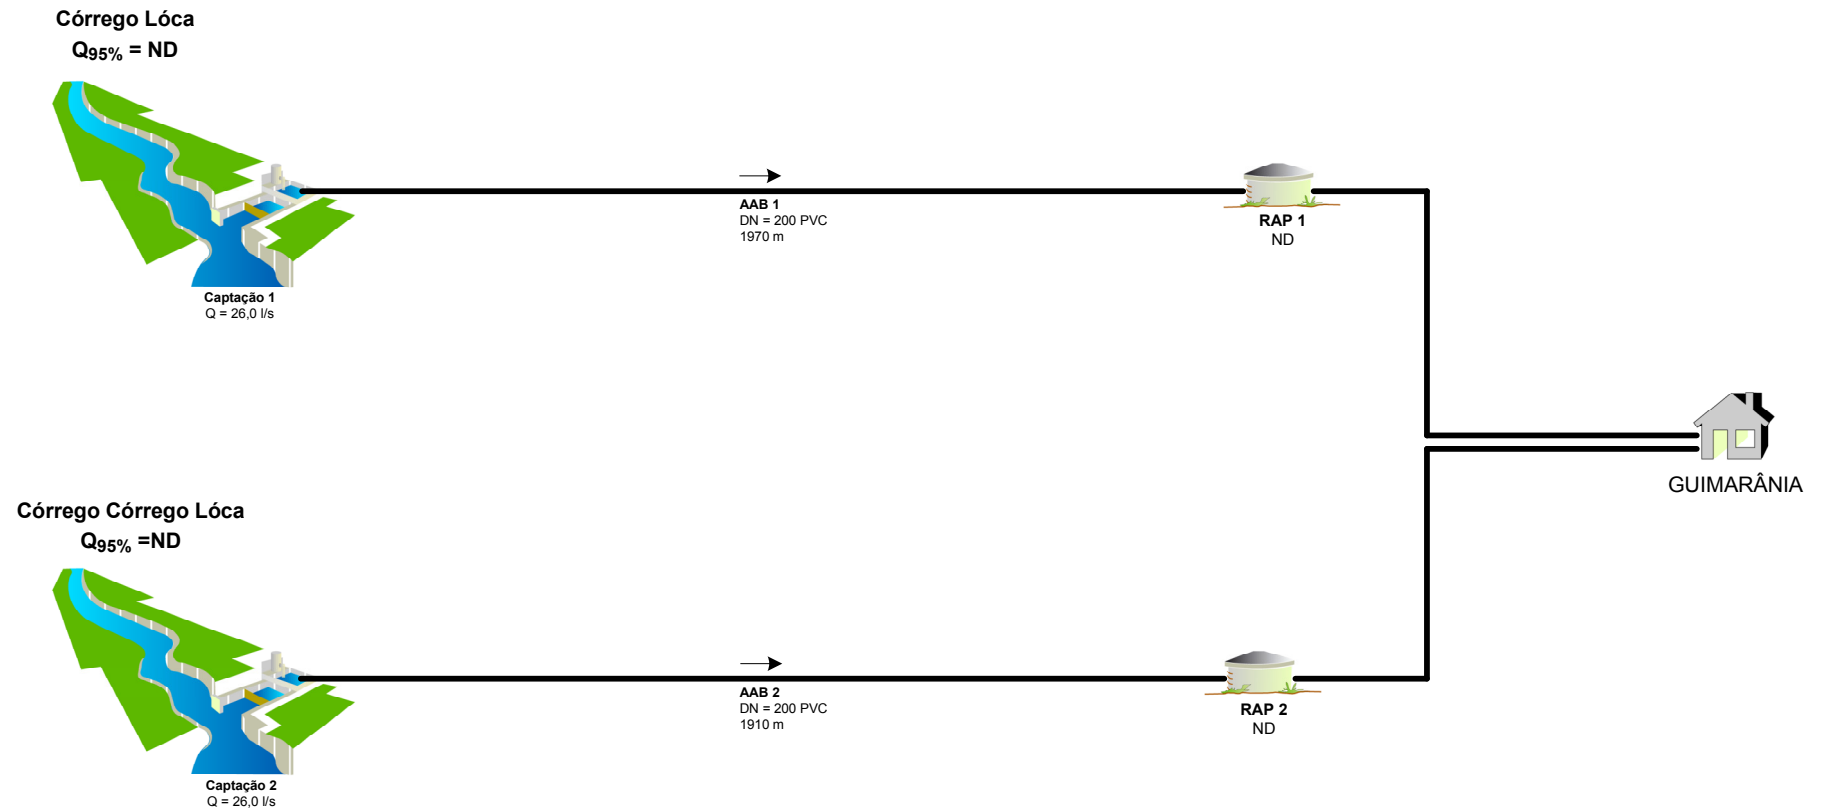 Córrego Lóca
Q95% = ND
Captação 1
Q = 26,0 l/s
AAB 1
DN = 200 PVC
1970 m
RAP 1
ND
GUIMARÂNIA
Córrego Córrego Lóca
Q95% =ND
Captação 2
Q = 26,0 l/s
AAB 2
DN = 200 PVC
1910 m
RAP 2
ND